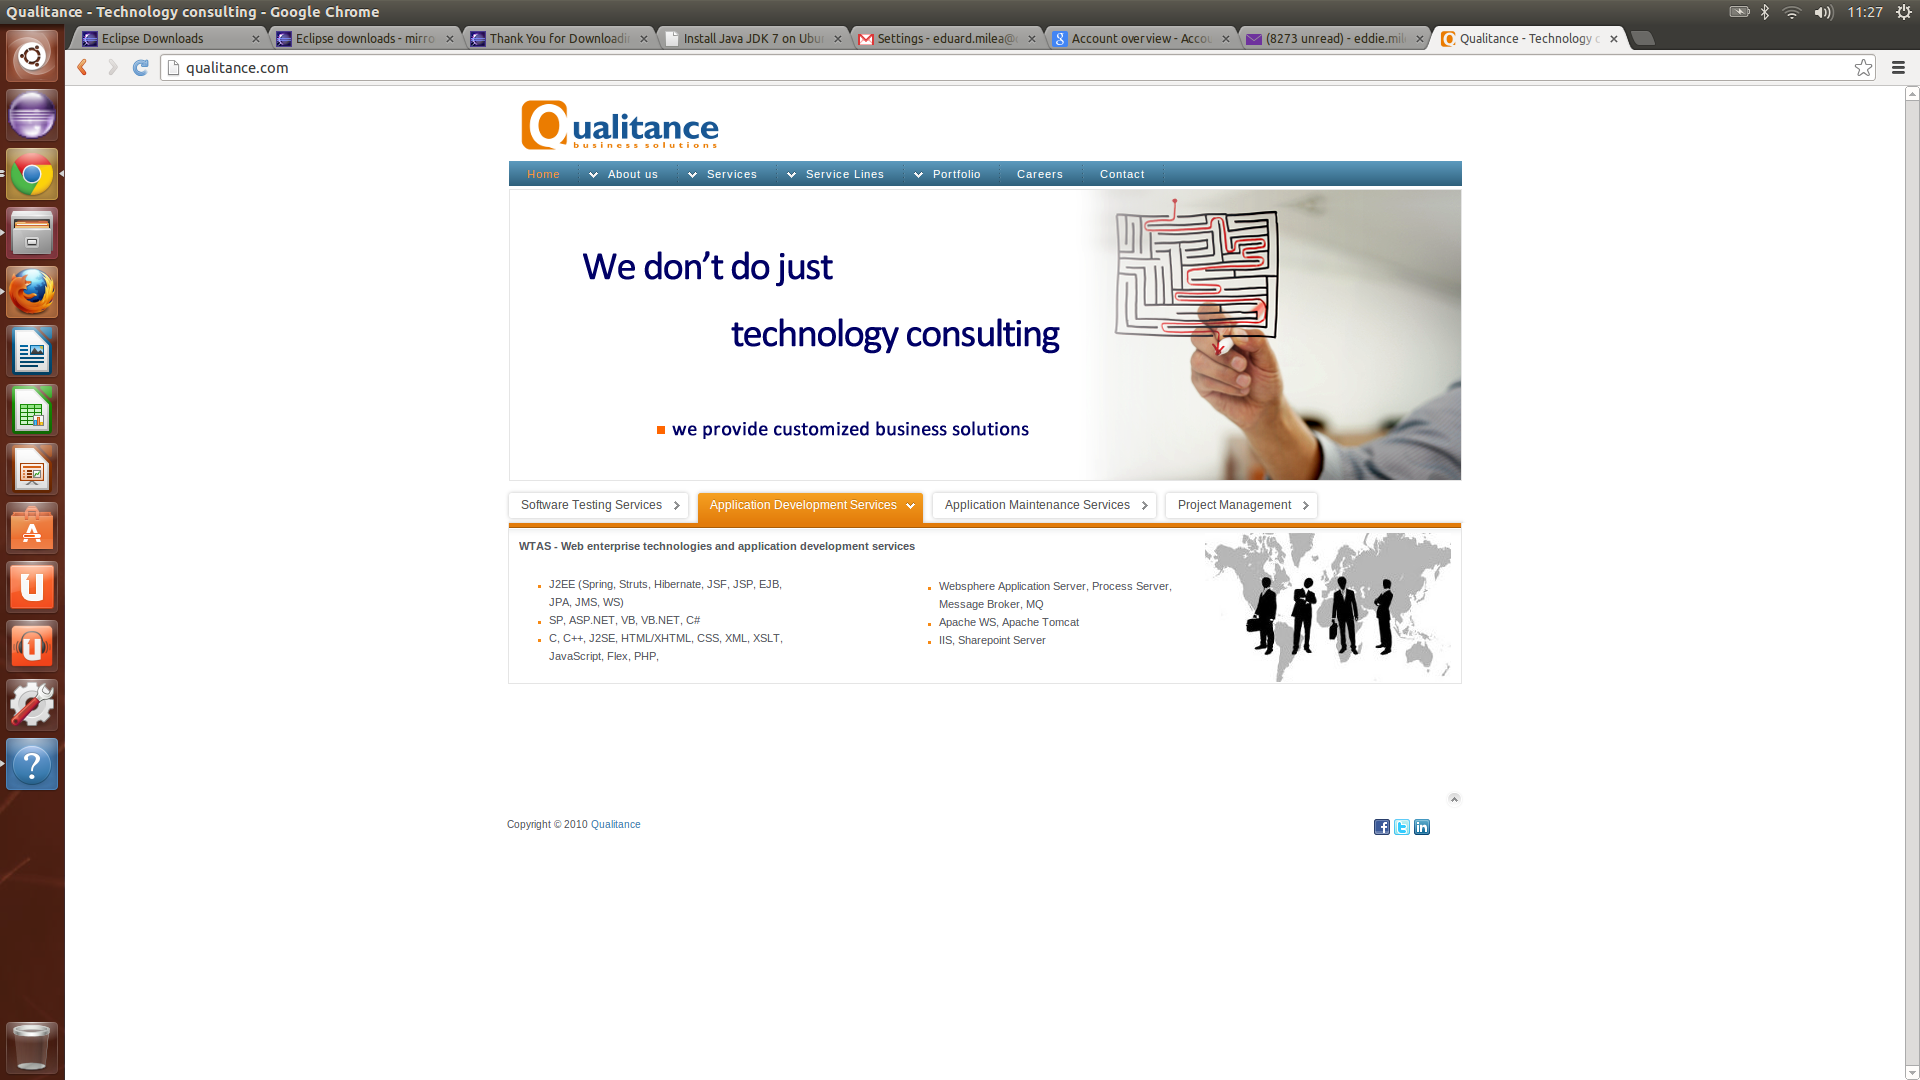 Qualitance - Technology consulting - Google Chrome
11:27
Eclipse Downloads
Eclipse downloads - mirro
Thank You for Downloadi
Install Java JDK 7 on Ubu
Settings - eduard.milea@
Account overview - Accou
(8273 unread) - eddie.mil
Qualitance - Technology c
qualitance.com
Qualitance
business solutions
Home
About us
Services
Service Lines
Portfolio
Careers
Contact
We don’t do just
technology consulting
we provide customized business solutions
Software Testing Services
Application Development Services
Application Maintenance Services
Project Management
WTAS - Web enterprise technologies and application development services
J2EE (Spring, Struts, Hibernate, JSF, JSP, EJB,
JPA, JMS, WS)
SP, ASP.NET, VB, VB.NET, C#
C, C++, J2SE, HTML/XHTML, CSS, XML, XSLT,
JavaScript, Flex, PHP,
Websphere Application Server, Process Server,
Message Broker, MQ
Apache WS, Apache Tomcat
IIS, Sharepoint Server
Copyright © 2010 Qualitance